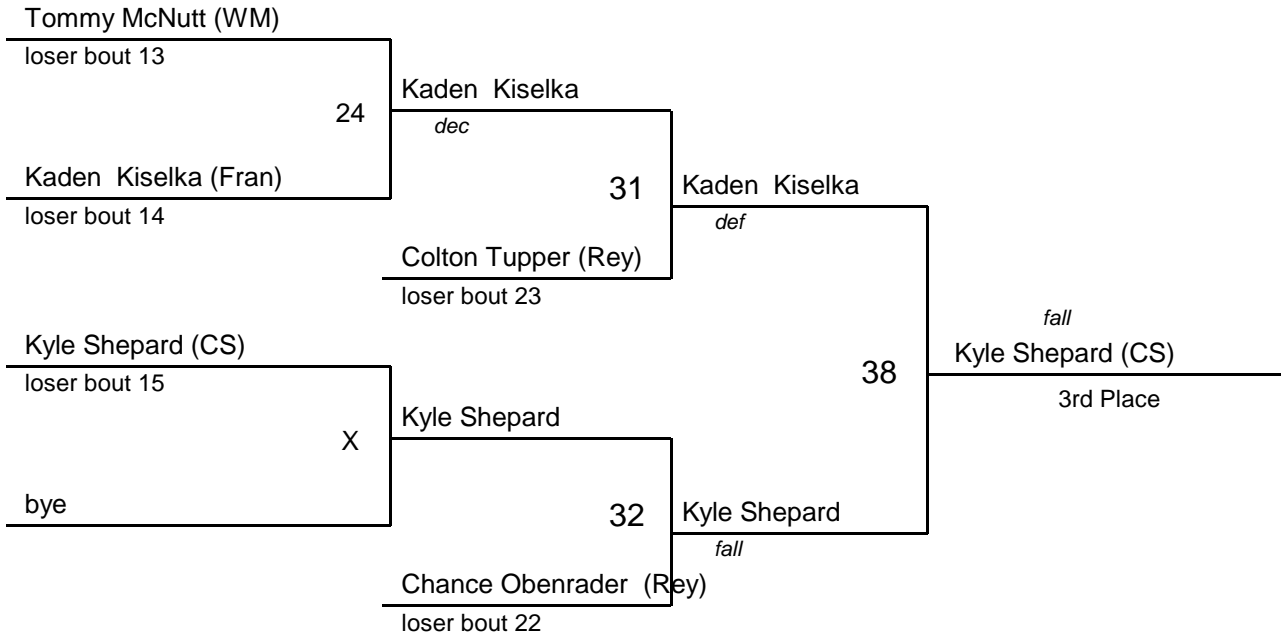 Tommy McNutt (WM)
loser bout 13
24
Kaden  Kiselka
dec
Kaden  Kiselka (Fran)
loser bout 14
31
Kaden  Kiselka
def
Colton Tupper (Rey)
loser bout 23
Kyle Shepard (CS)
loser bout 15
38
fall
Kyle Shepard (CS)
3rd Place
X
Kyle Shepard
bye
32
Kyle Shepard
fall
Chance Obenrader  (Rey)
loser bout 22